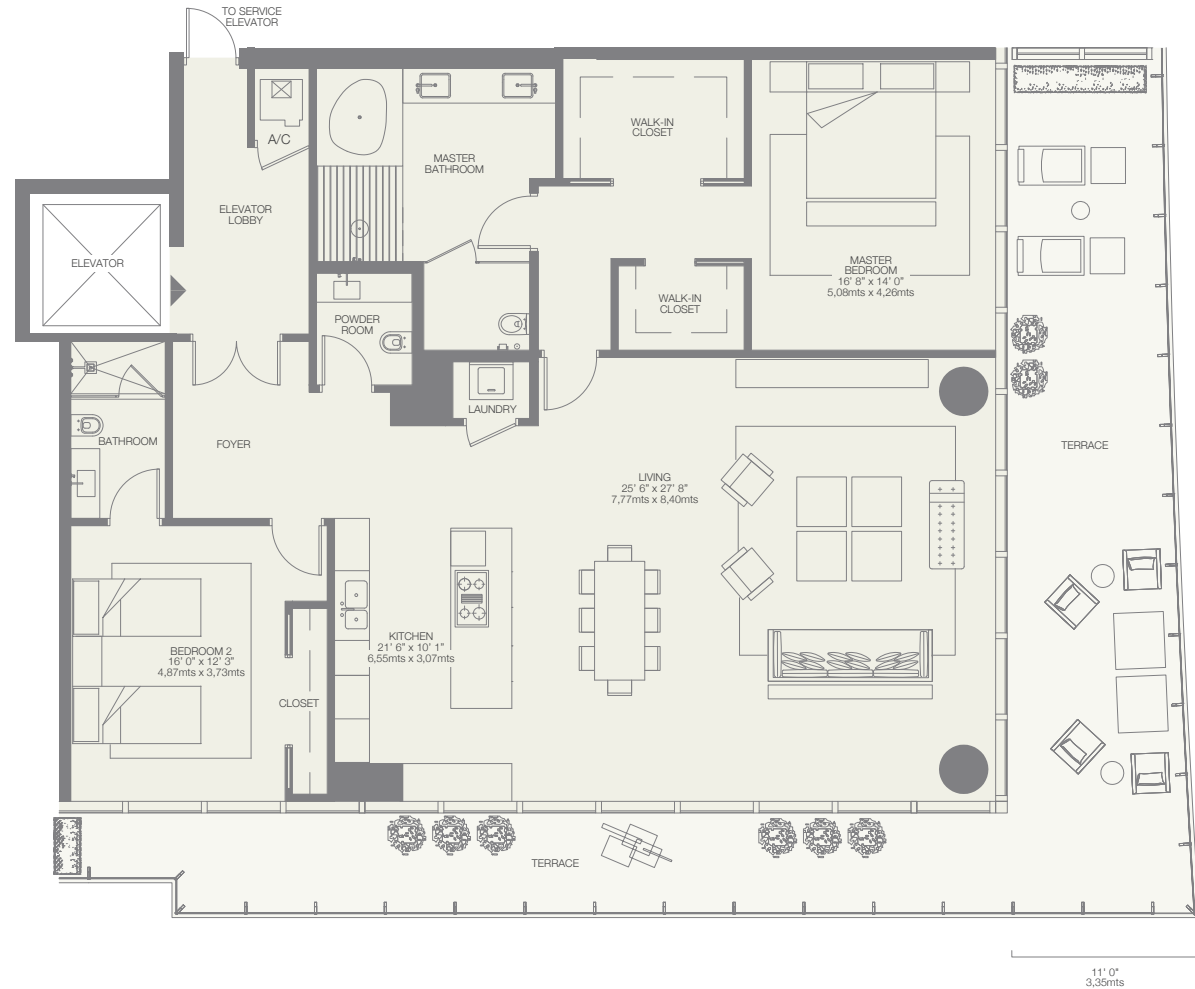 TO SERVICE
ELEVATOR
A/C
WALK-IN
CLOSET
MASTER
BATHROOM
ELEVATOR
LOBBY
ELEVATOR
MASTER
BEDROOM
16' 8" x 14' 0"
5,08mts x 4,26mts
WALK-IN
CLOSET
POWDER
ROOM
LAUNDRY
BATHROOM
FOYER
TERRACE
LIVING
25' 6" x 27' 8"
7,77mts x 8,40mts
KITCHEN
21' 6" x 10' 1"
6,55mts x 3,07mts
BEDROOM 2
16' 0" x 12' 3"
4,87mts x 3,73mts
CLOSET
TERRACE
11' 0"
3,35mts